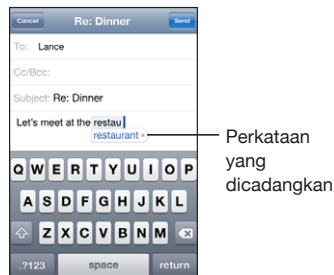 Cancel Re: Dinner Send
To: Lance
Cc/Bcc:
Subject: Re: Dinner
Let's meet at the restau
restaurant ×
Perkataan
yang
dicadangkan
Q W E R T Y U I O P
A S D F G H J K L
Z X C V B N M
.?123 space return